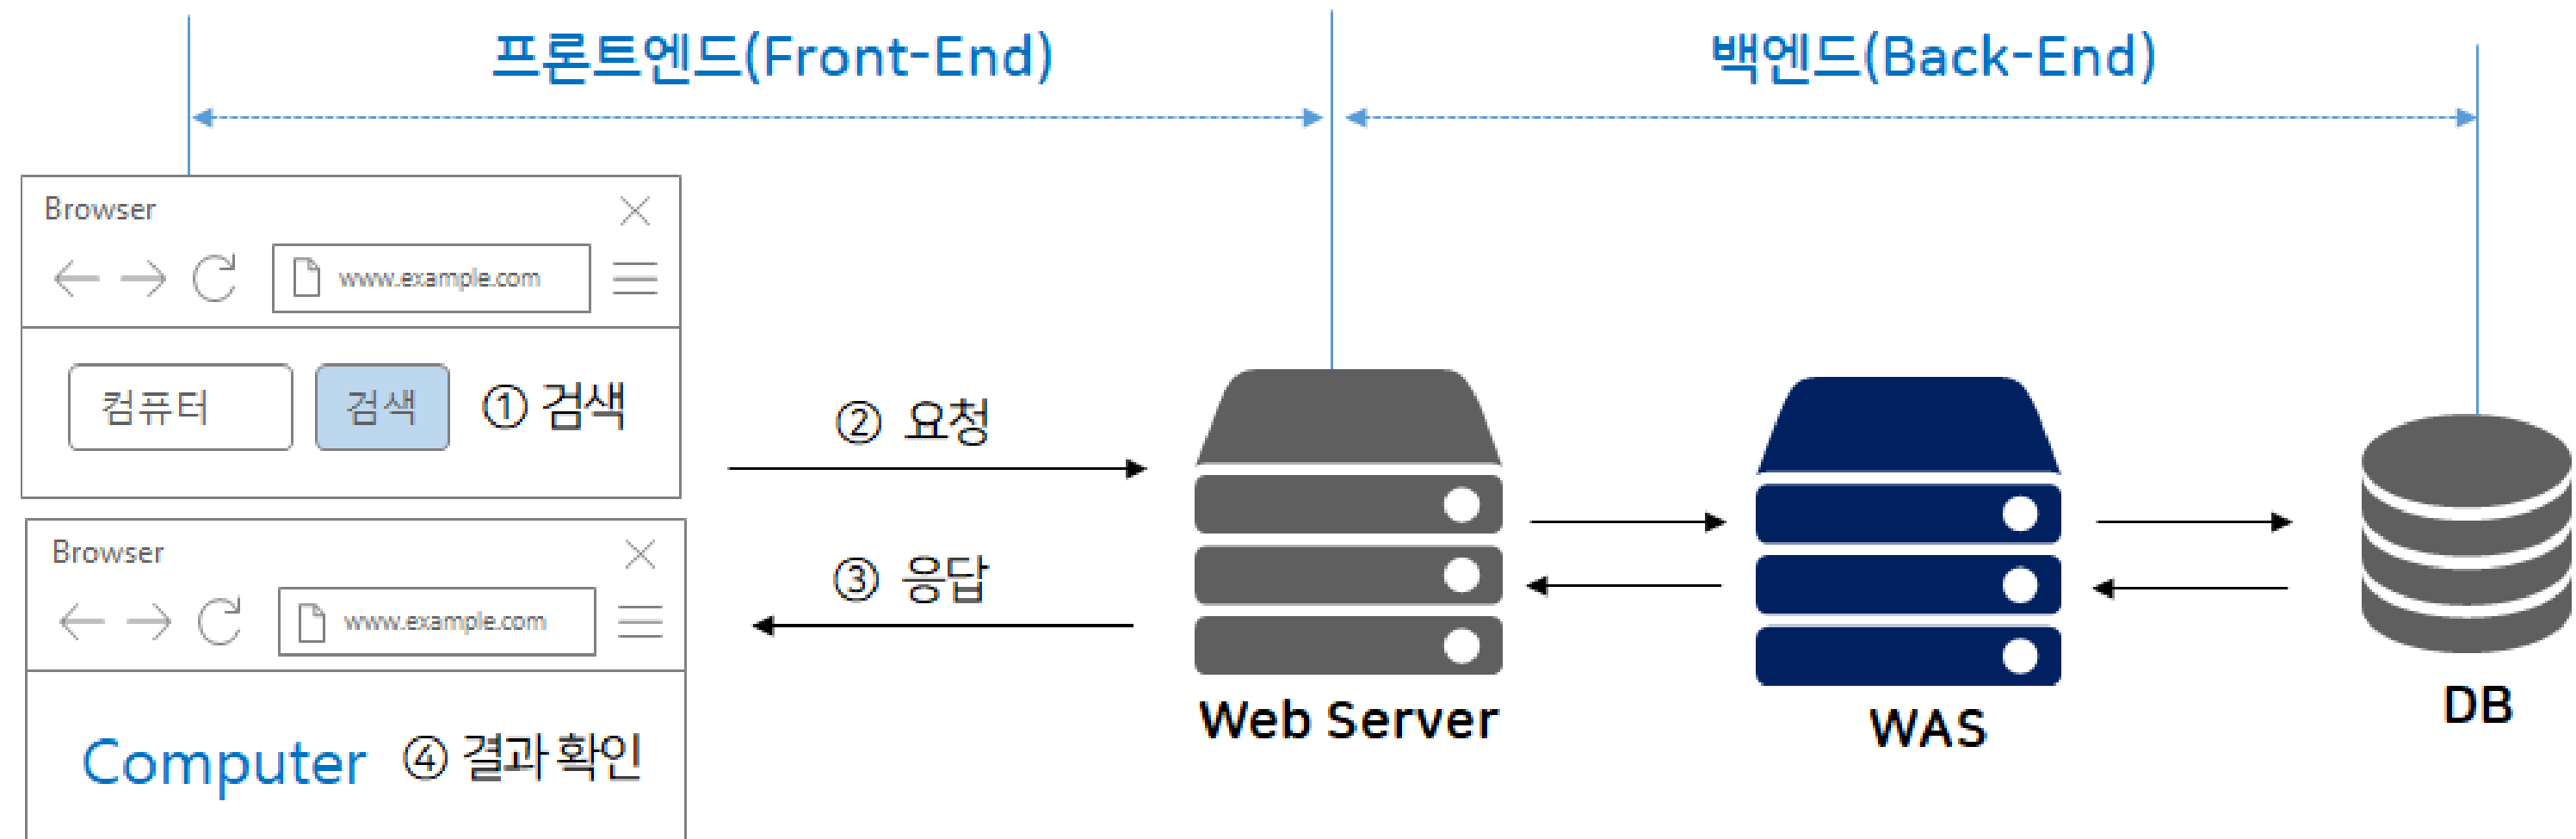 프론트엔드(Front-End)
백엔드(Back-End)
Browser
www.example.com
컴퓨터
검색
① 검색
② 요청
③ 응답
Browser
www.example.com
Computer
④ 결과 확인
Web Server
WAS
DB